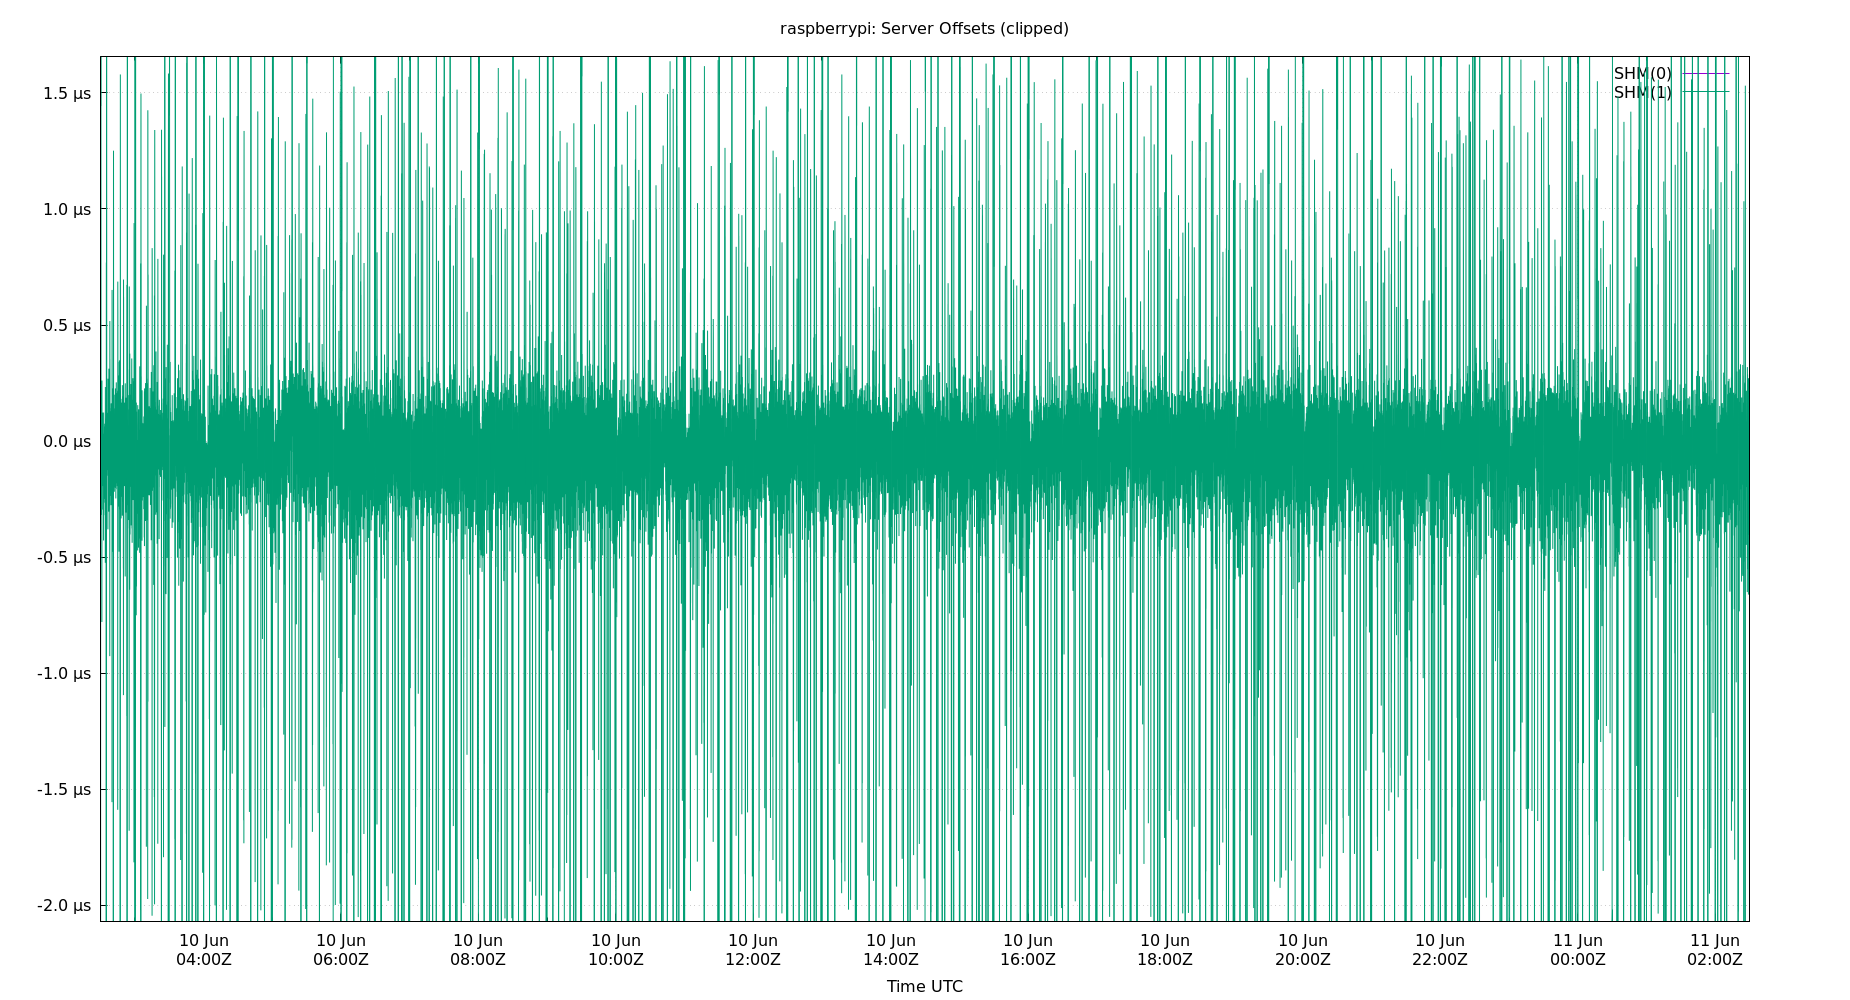 raspberrypi: Server Offsets (clipped)
SHM(0)
SHM(1)
1.5 µs
1.0 µs
0.5 µs
0.0 µs
-0.5 µs
-1.0 µs
-1.5 µs
-2.0 µs
10 Jun 10 Jun 10 Jun 10 Jun 10 Jun 10 Jun 10 Jun 10 Jun 10 Jun 10 Jun 11 Jun 11 Jun
04:00Z 06:00Z 08:00Z 10:00Z 12:00Z 14:00Z 16:00Z 18:00Z 20:00Z 22:00Z 00:00Z 02:00Z
Time UTC